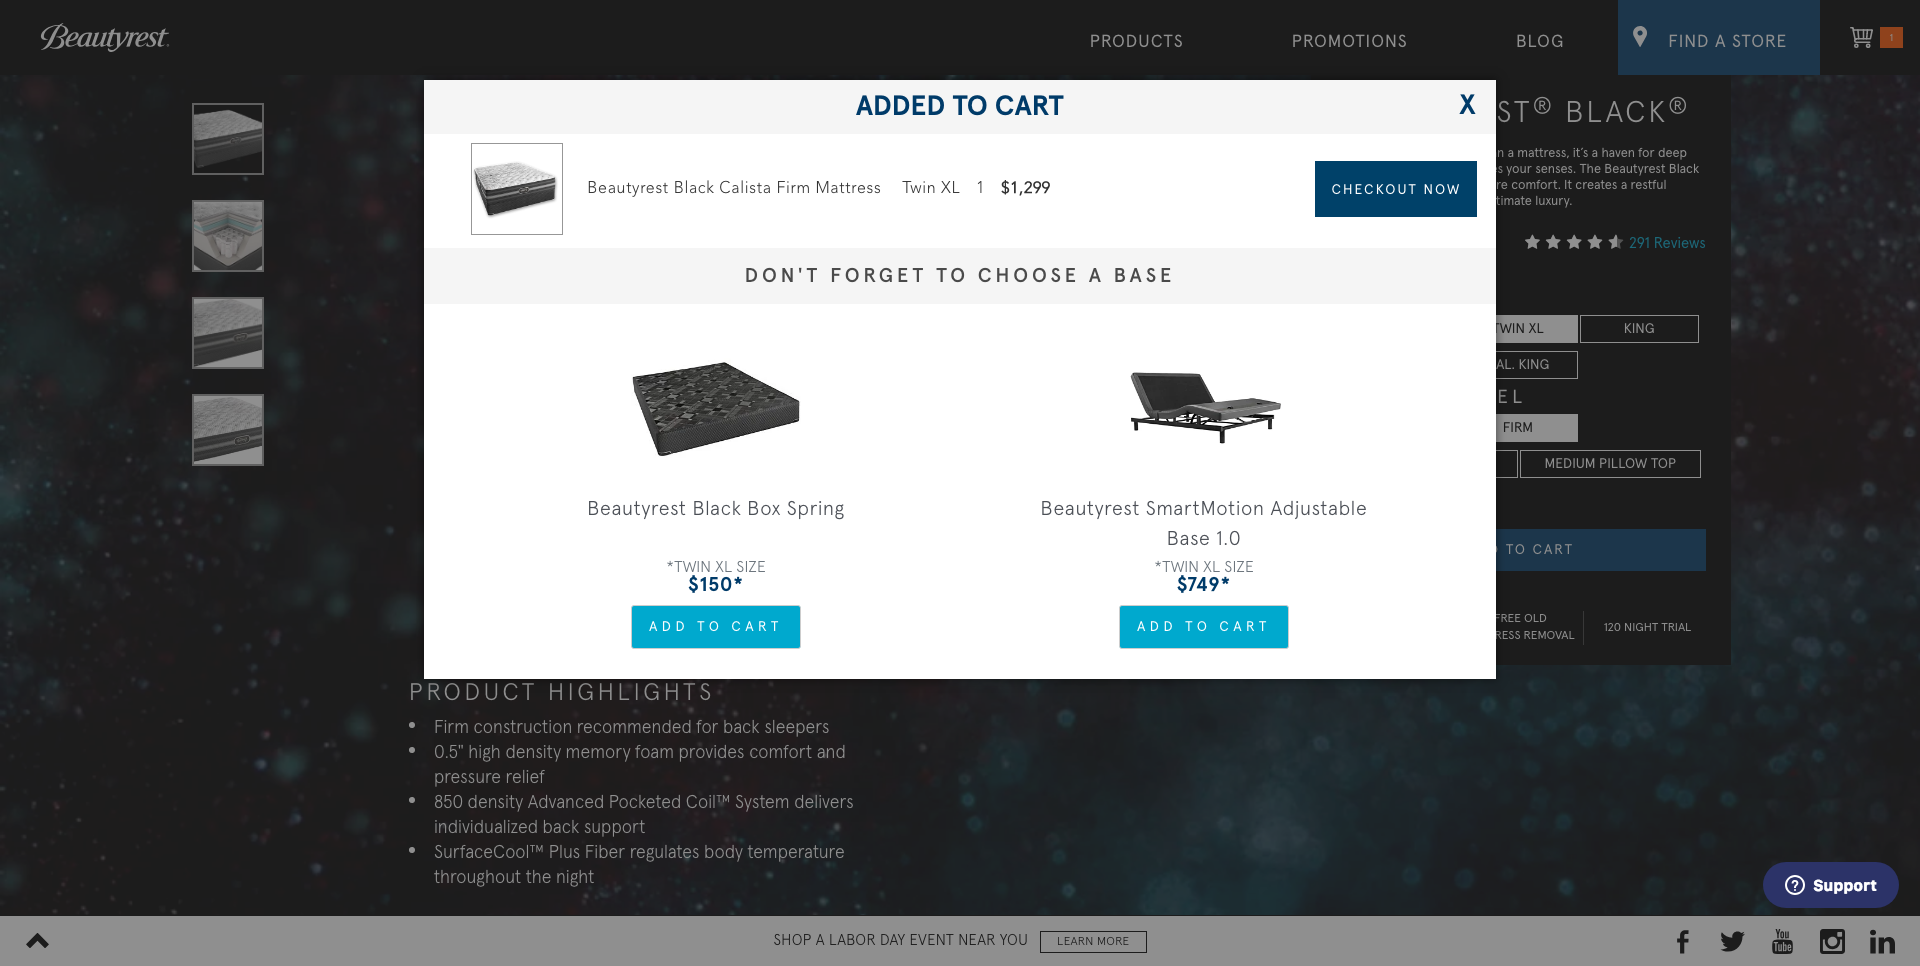 Beautyrest
PRODUCTS
PROMOTIONS
BLOG
FIND A STORE
1
ADDED TO CART
X
Beautyrest Black Calista Firm Mattress Twin XL 1 $1,299
CHECKOUT NOW
DON'T FORGET TO CHOOSE A BASE
Beautyrest Black Box Spring
*TWIN XL SIZE
$150*
ADD TO CART
Beautyrest SmartMotion Adjustable
Base 1.0
*TWIN XL SIZE
$749*
ADD TO CART
ST® BLACK®
n a mattress, it's a haven for deep
s your senses. The Beautyrest Black
re comfort. It creates a restful
timate luxury.
291 Reviews
TWIN XL
KING
AL. KING
EL
FIRM
MEDIUM PILLOW TOP
TO CART
FREE OLD
RESS REMOVAL
120 NIGHT TRIAL
PRODUCT HIGHLIGHTS
• Firm construction recommended for back sleepers
• 0.5" high density memory foam provides comfort and
pressure relief
• 850 density Advanced Pocketed Coil™ System delivers
individualized back support
• SurfaceCool™ Plus Fiber regulates body temperature
throughout the night
Support
SHOP A LABOR DAY EVENT NEAR YOU
LEARN MORE
You
Tube